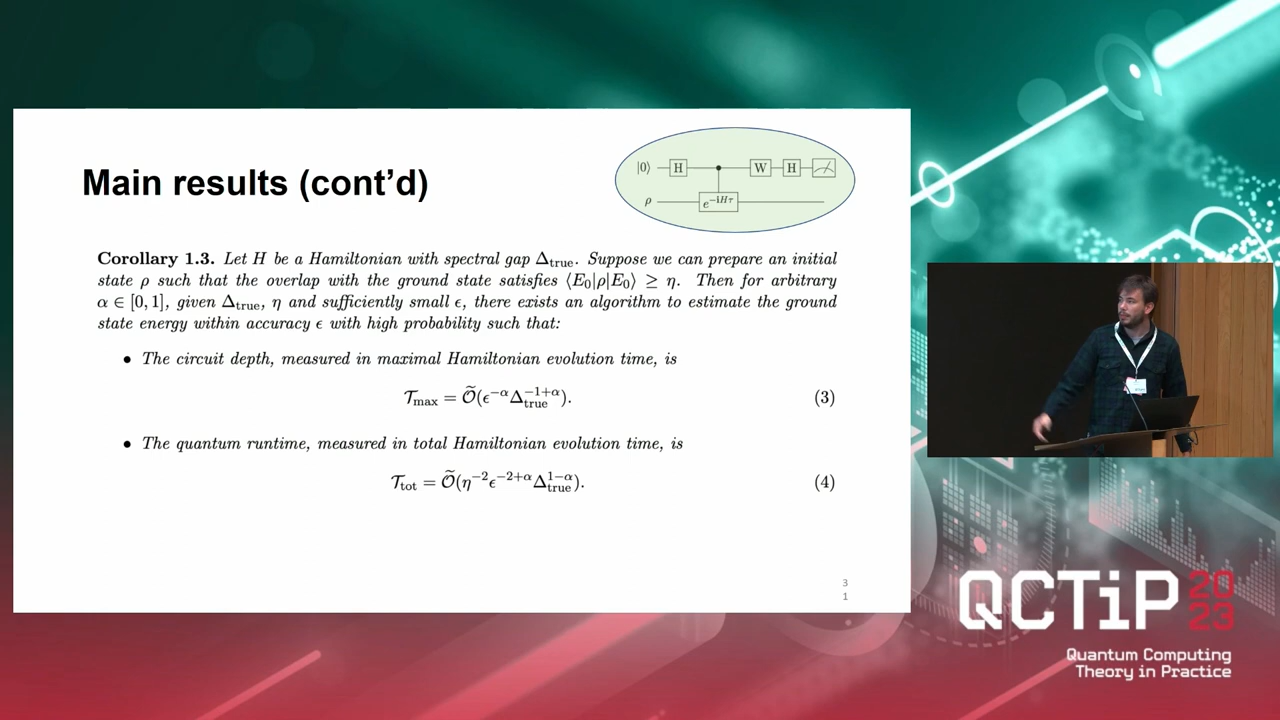 Main results (cont’d)
|0⟩ H W H
ρ e^{−iHτ}
Corollary 1.3. Let H be a Hamiltonian with spectral gap Δ_true. Suppose we can prepare an initial
state ρ such that the overlap with the ground state satisfies ⟨E₀|ρ|E₀⟩ ≥ η. Then for arbitrary
α ∈ [0, 1], given Δ_true, η and sufficiently small ϵ, there exists an algorithm to estimate the ground
state energy within accuracy ϵ with high probability such that:
• The circuit depth, measured in maximal Hamiltonian evolution time, is
𝒯_max = Õ(ϵ^{−α}Δ_true^{−1+α}). (3)
• The quantum runtime, measured in total Hamiltonian evolution time, is
𝒯_tot = Õ(η^{−2}ϵ^{−2+α}Δ_true^{1−α}). (4)
3
1
QCTiP 20
23
Quantum Computing
Theory in Practice